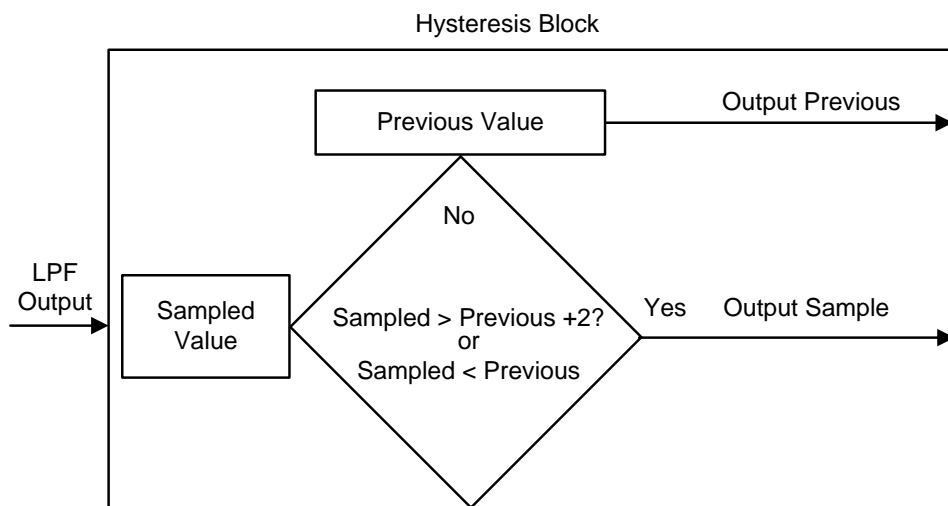 Hysteresis Block
Previous Value
Output Previous
No
LPF
Output
Sampled
Value
Sampled > Previous +2?
or
Sampled < Previous
Yes
Output Sample